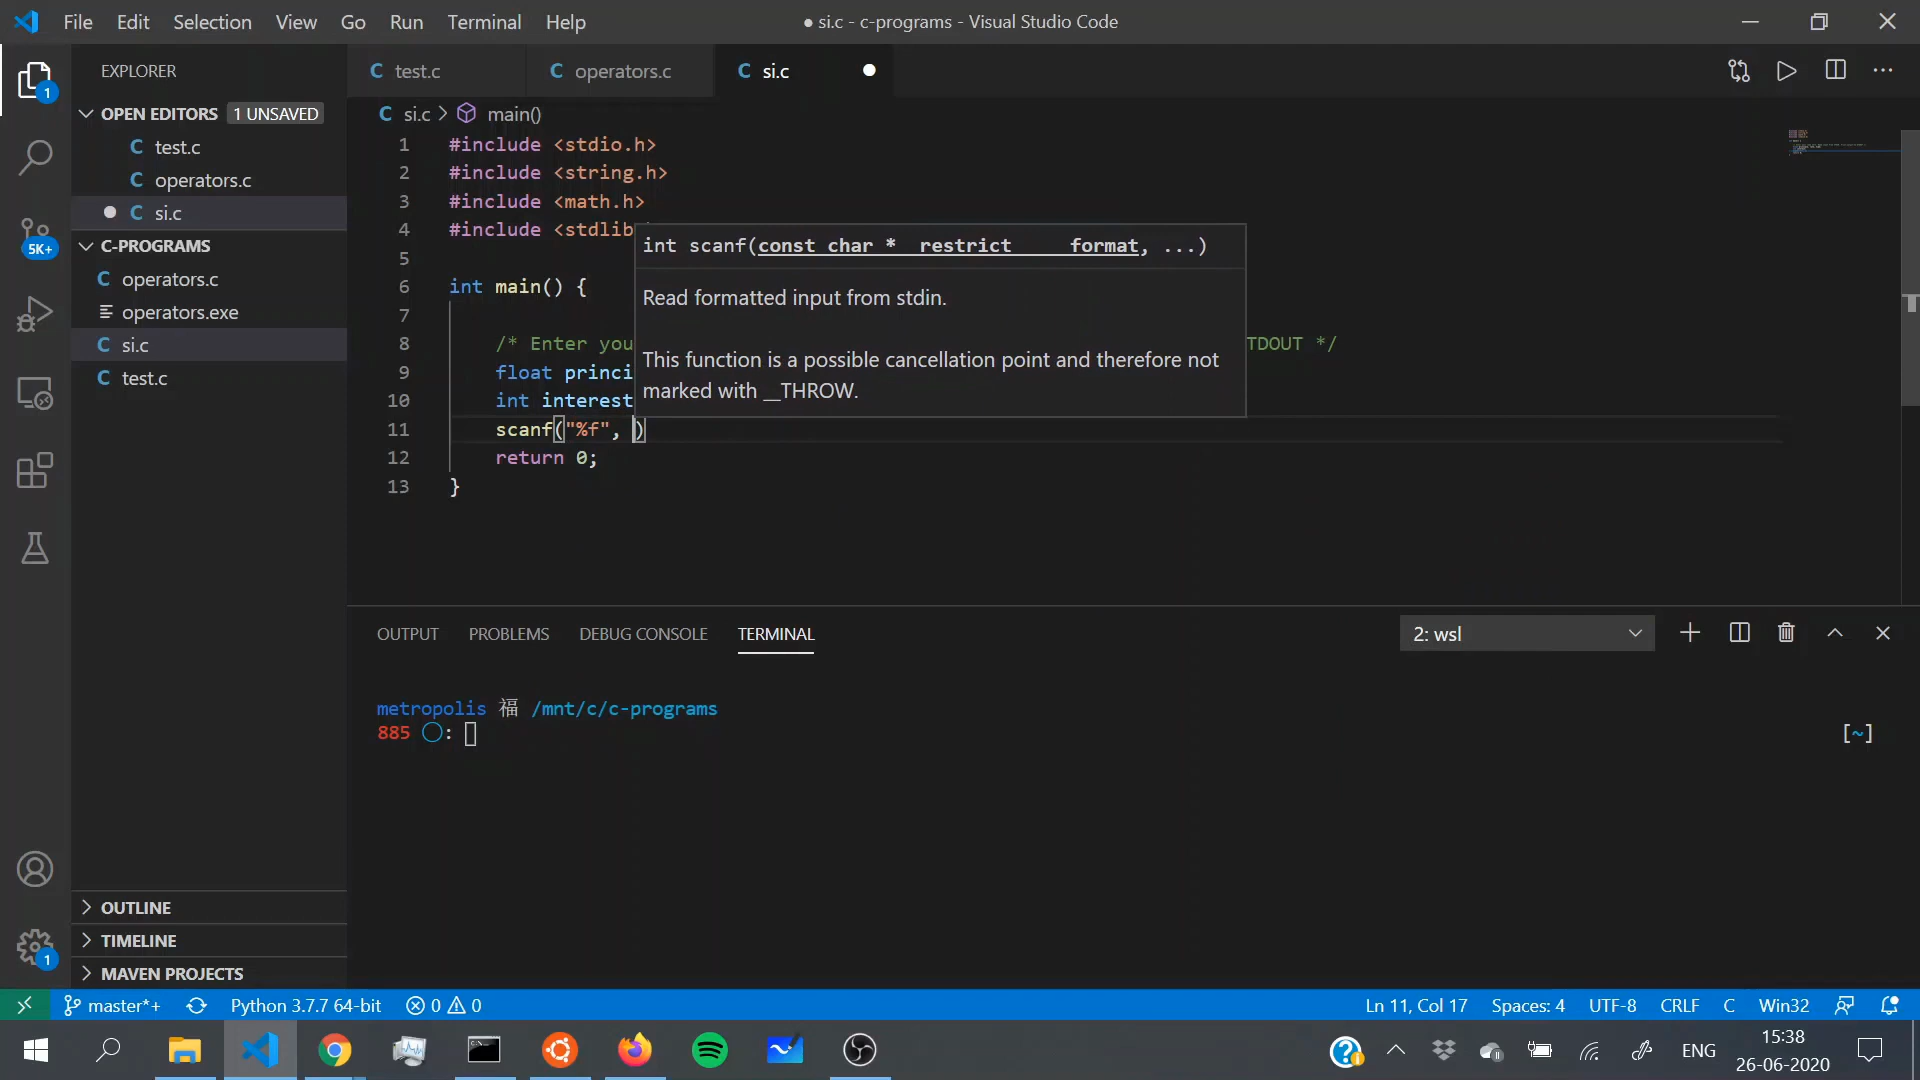 File Edit Selection View Go Run Terminal Help
● si.c - c-programs - Visual Studio Code
EXPLORER
OPEN EDITORS 1 UNSAVED
test.c
operators.c
si.c
C-PROGRAMS
operators.c
operators.exe
si.c
test.c
OUTLINE
TIMELINE
MAVEN PROJECTS
1
5K+
1
C test.c
C operators.c
C si.c
C si.c > main()
1 #include <stdio.h>
2 #include <string.h>
3 #include <math.h>
4 #include <stdlib
5
6 int main() {
7
8 /* Enter you TDOUT */
9 float princi
10 int interest
11 scanf("%f", )
12 return 0;
13 }
int scanf(const char *__restrict____format, ...)
Read formatted input from stdin.
This function is a possible cancellation point and therefore not
marked with __THROW.
OUTPUT PROBLEMS DEBUG CONSOLE TERMINAL
2: wsl
metropolis 福 /mnt/c/c-programs
885 ◯: [~]
master*+ Python 3.7.7 64-bit 0 0
Ln 11, Col 17 Spaces: 4 UTF-8 CRLF C Win32
ENG
15:38
26-06-2020